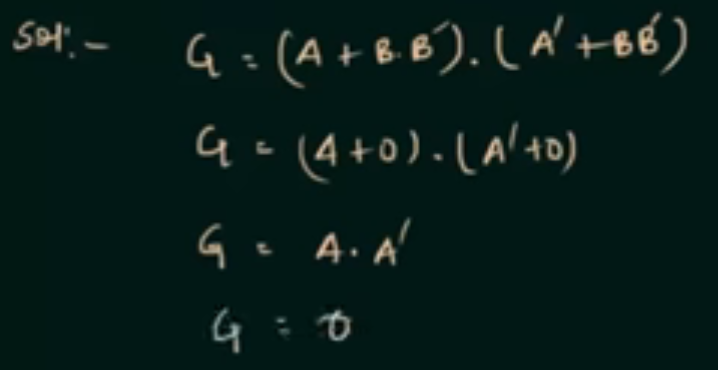 Sol:- G = (A + B.B').(A' + BB')
G = (A+0).(A'+0)
G = A.A'
G = 0